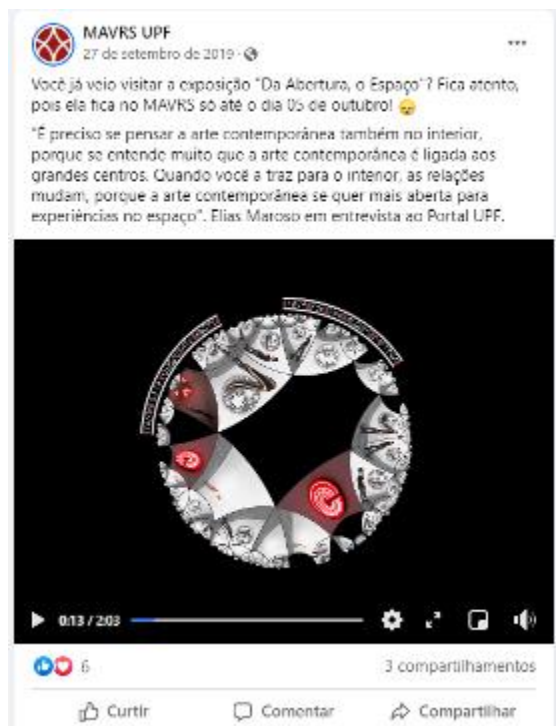 MAVRS UPF
27 de setembro de 2019
Você já veio visitar a exposição "Da Abertura, o Espaço"? Fica atento,
pois ela fica no MAVRS só até o dia 05 de outubro!
"É preciso se pensar a arte contemporânea também no interior,
porque se entende muito que a arte contemporânea é ligada aos
grandes centros. Quando você a traz para o interior, as relações
mudam, porque a arte contemporânea se quer mais aberta para
experiências no espaço". Elias Maroso em entrevista ao Portal UPF.
0:13 / 2:03
6
3 compartilhamentos
Curtir
Comentar
Compartilhar